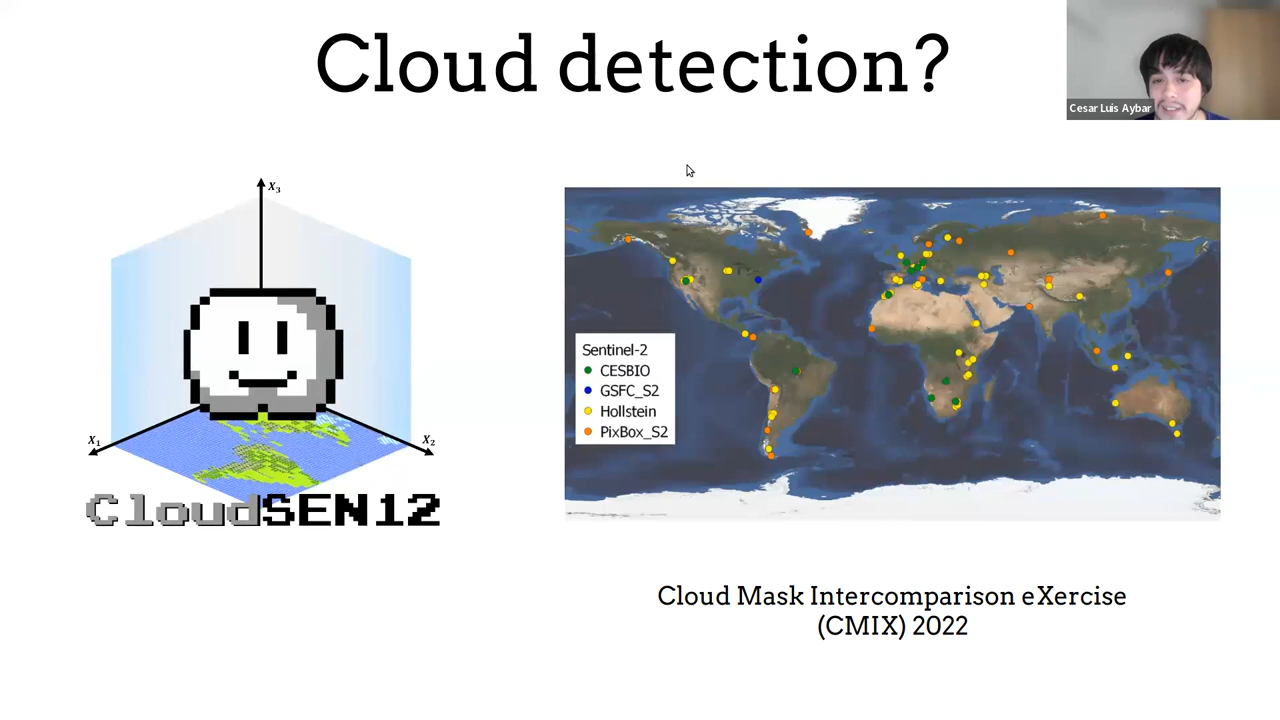 Cloud detection?
Cesar Luis Aybar
X3
X1
X2
CloudSEN12
Sentinel-2
CESBIO
GSFC_S2
Hollstein
PixBox_S2
Cloud Mask Intercomparison eXercise
(CMIX) 2022